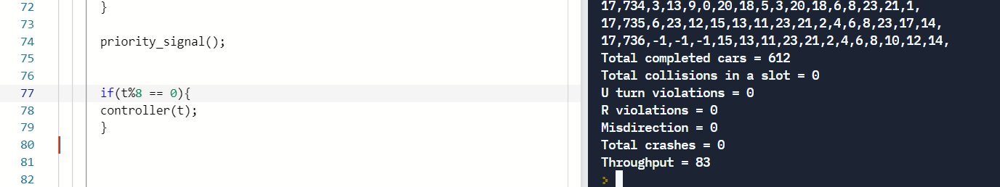 72 }
73
74 priority_signal();
75
76
77 if(t%8 == 0){
78 controller(t);
79 }
80
81
82
17,734,3,13,9,0,20,18,5,3,20,18,6,8,23,21,1,
17,735,6,23,12,15,13,11,23,21,2,4,6,8,23,17,14,
17,736,-1,-1,-1,15,13,11,23,21,2,4,6,8,10,12,14,
Total completed cars = 612
Total collisions in a slot = 0
U turn violations = 0
R violations = 0
Misdirection = 0
Total crashes = 0
Throughput = 83
>